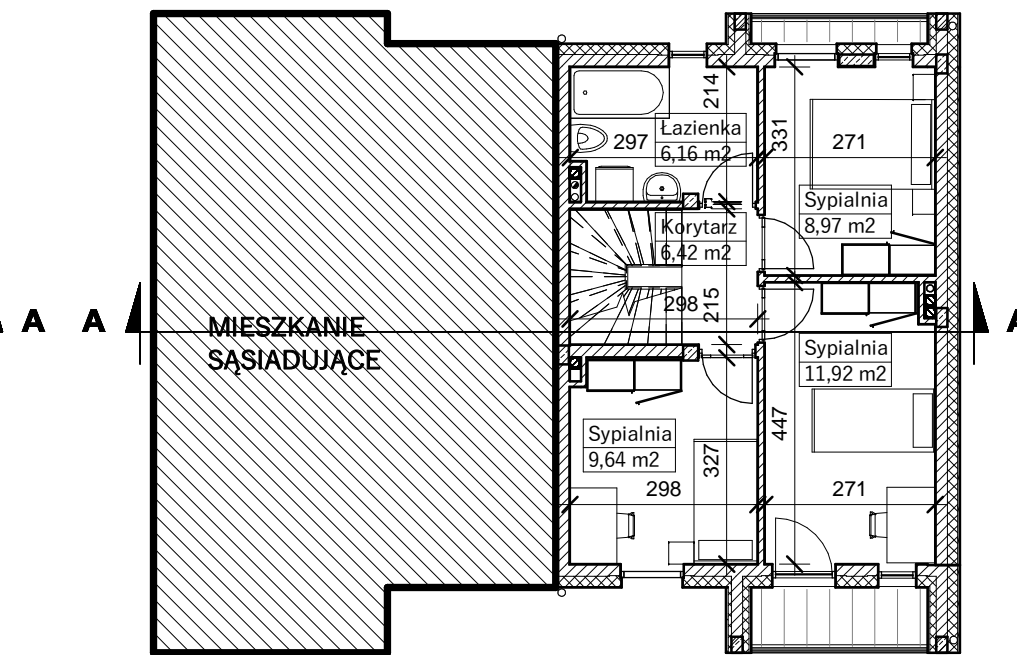 214
297
Łazienka
6,16 m2
331
271
Sypialnia
8,97 m2
Korytarz
6,42 m2
298
215
A
A
MIESZKANIE
SĄSIADUJĄCE
Sypialnia
11,92 m2
Sypialnia
9,64 m2
447
327
298
271